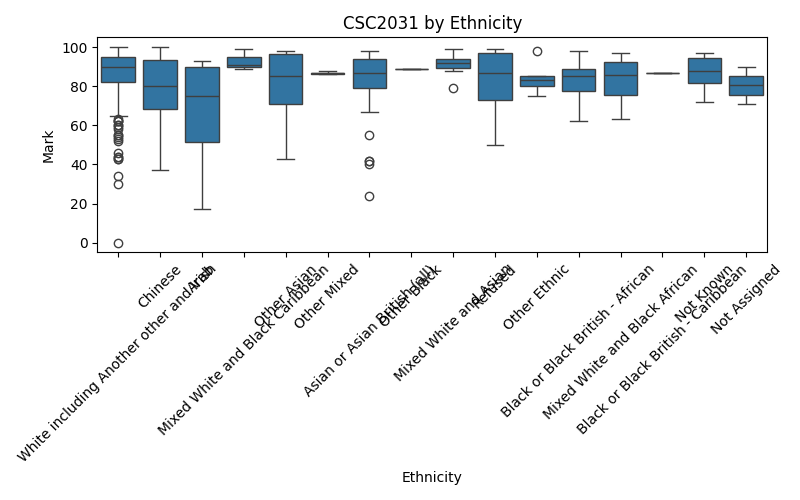 CSC2031 by Ethnicity
Mark
100
80
60
40
20
0
White including Another other and Irish
Chinese
Arab
Mixed White and Black Caribbean
Other Asian
Other Mixed
Asian or Asian British (all)
Other Black
Mixed White and Asian
Refused
Other Ethnic
Black or Black British - African
Mixed White and Black African
Black or Black British - Caribbean
Not Known
Not Assigned
Ethnicity